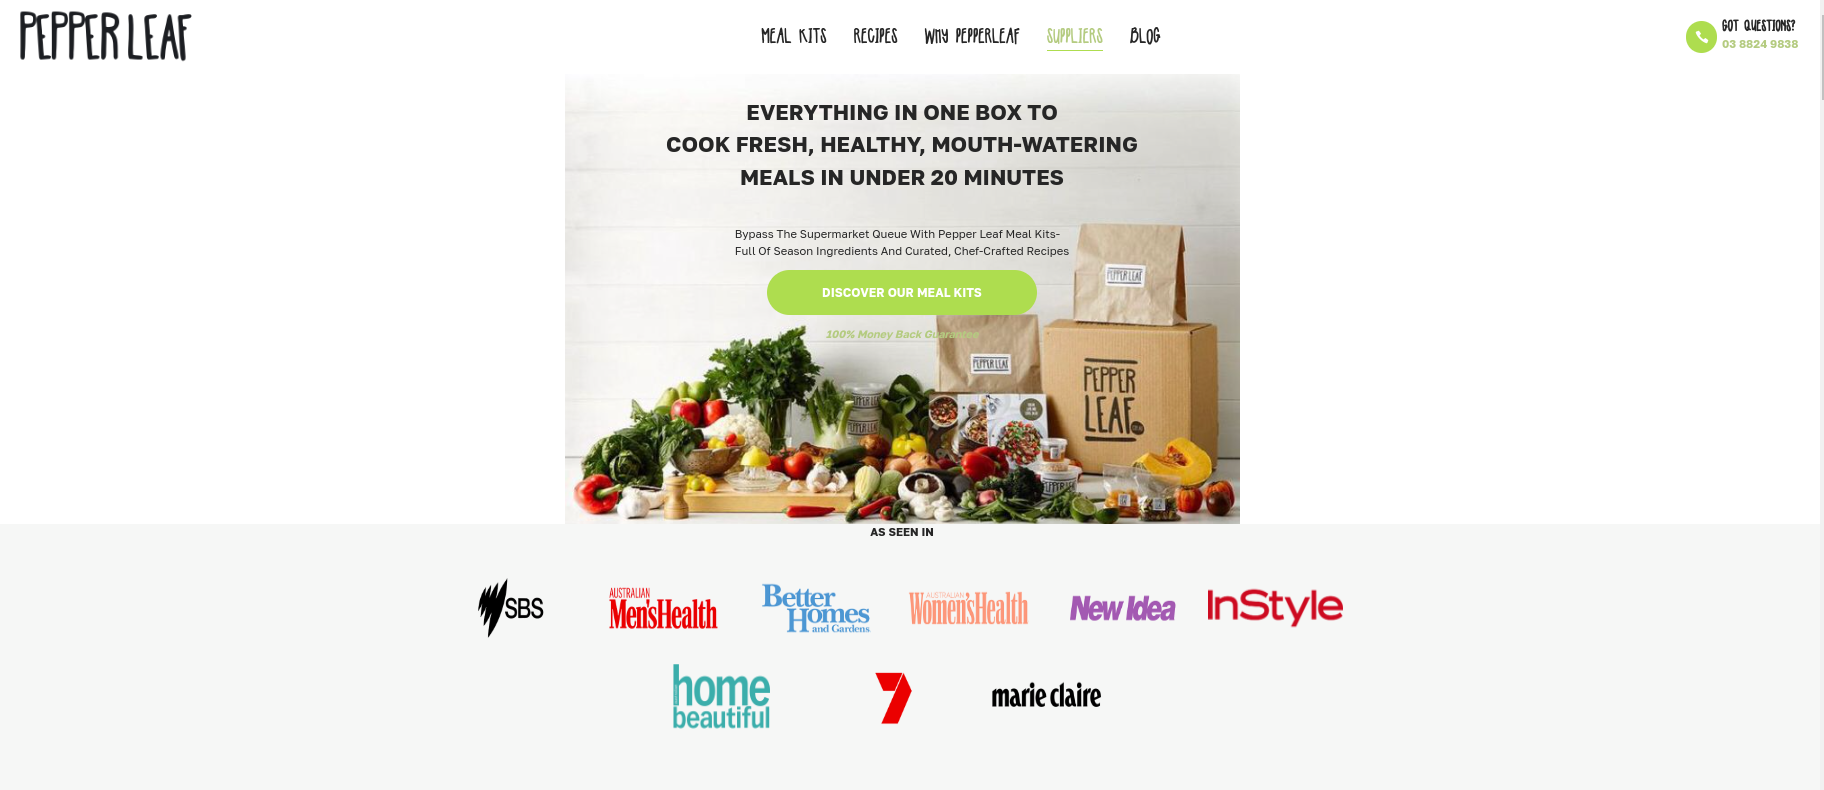 PEPPER LEAF
MEAL KITS
RECIPES
WHY PEPPERLEAF
SUPPLIERS
BLOG
GOT QUESTIONS?
03 8824 9838
EVERYTHING IN ONE BOX TO
COOK FRESH, HEALTHY, MOUTH-WATERING
MEALS IN UNDER 20 MINUTES
Bypass The Supermarket Queue With Pepper Leaf Meal Kits-
Full Of Season Ingredients And Curated, Chef-Crafted Recipes
DISCOVER OUR MEAL KITS
100% Money Back Guarantee
PEPPER LEAF
PEPPER LEAF
PEPPER
LEAF
PEPPER LEAF
PEPPER LEAF
AS SEEN IN
SBS
AUSTRALIAN
Men'sHealth
Better
Homes
and Gardens
AUSTRALIAN
Women'sHealth
New Idea
InStyle
home
beautiful
7
marie claire